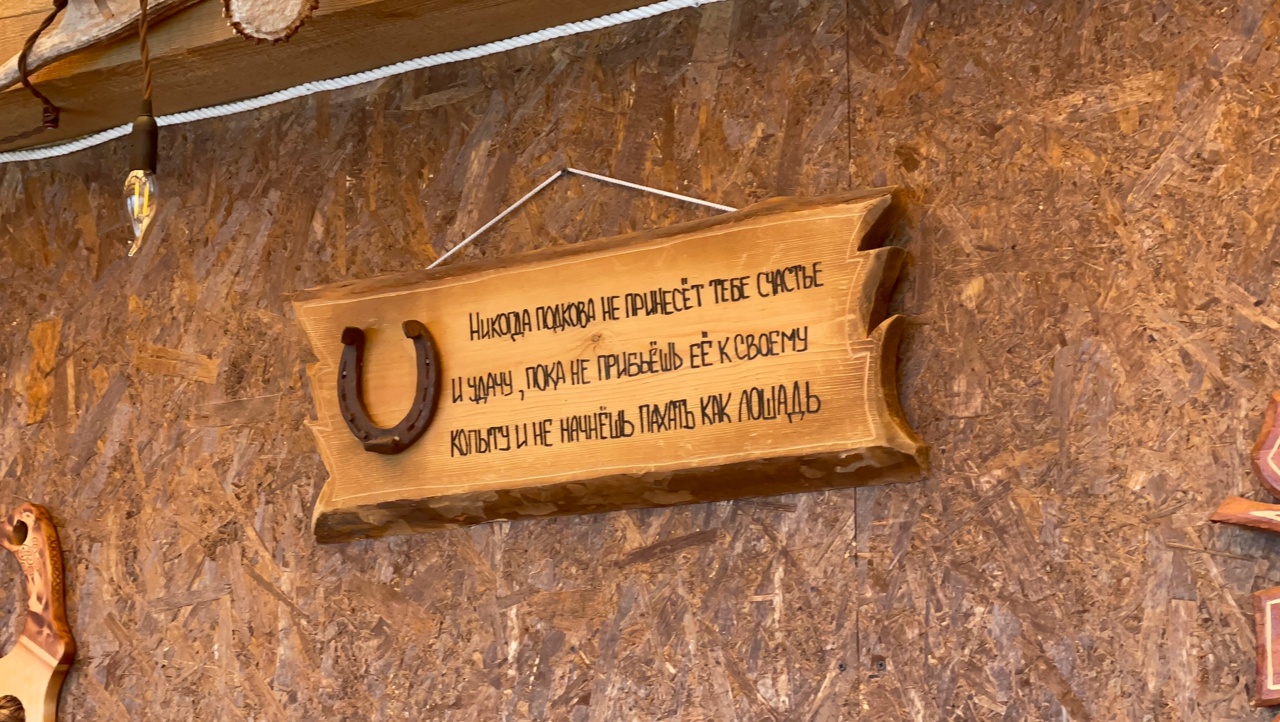 Никогда подкова не принесёт тебе счастье
и удачу, пока не прибьёшь её к своему
копыту и не начнёшь пахать как лошадь